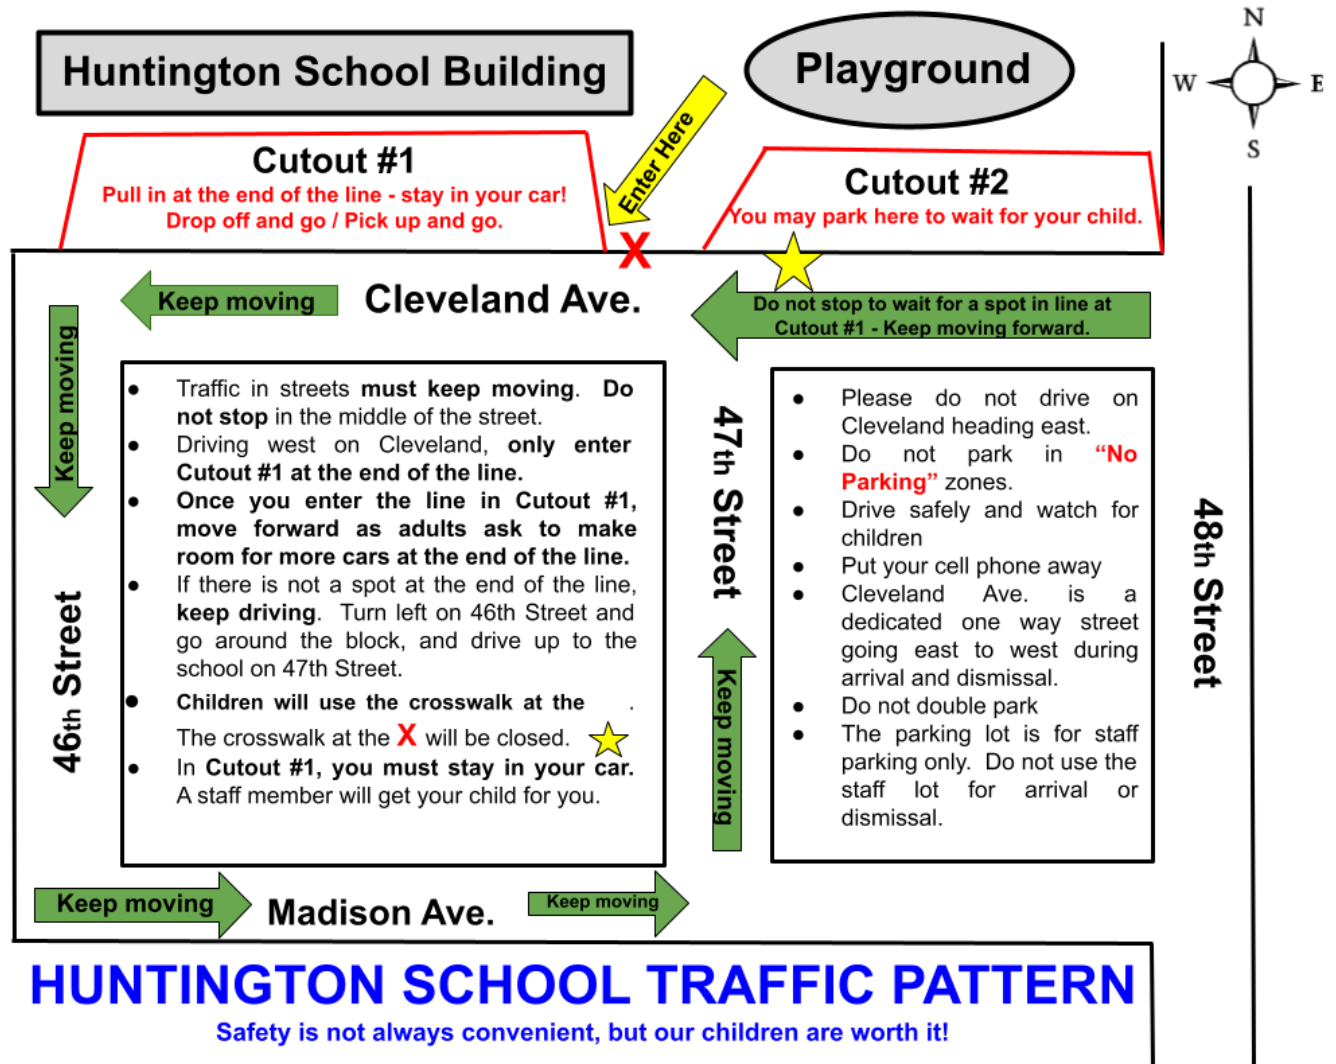 N
W E
S
Huntington School Building
Playground
Enter Here
Cutout #1
Pull in at the end of the line - stay in your car!
Drop off and go / Pick up and go.
Cutout #2
You may park here to wait for your child.
X
Keep moving
Cleveland Ave.
Do not stop to wait for a spot in line at
Cutout #1 - Keep moving forward.
Keep moving
46th Street
● Traffic in streets must keep moving. Do
not stop in the middle of the street.
● Driving west on Cleveland, only enter
Cutout #1 at the end of the line.
● Once you enter the line in Cutout #1,
move forward as adults ask to make
room for more cars at the end of the line.
● If there is not a spot at the end of the line,
keep driving. Turn left on 46th Street and
go around the block, and drive up to the
school on 47th Street.
● Children will use the crosswalk at the .
The crosswalk at the X will be closed.
● In Cutout #1, you must stay in your car.
A staff member will get your child for you.
47th Street
Keep moving
● Please do not drive on
Cleveland heading east.
● Do not park in “No
Parking” zones.
● Drive safely and watch for
children
● Put your cell phone away
● Cleveland Ave. is a
dedicated one way street
going east to west during
arrival and dismissal.
● Do not double park
● The parking lot is for staff
parking only. Do not use the
staff lot for arrival or
dismissal.
48th Street
Keep moving
Madison Ave.
Keep moving
HUNTINGTON SCHOOL TRAFFIC PATTERN
Safety is not always convenient, but our children are worth it!